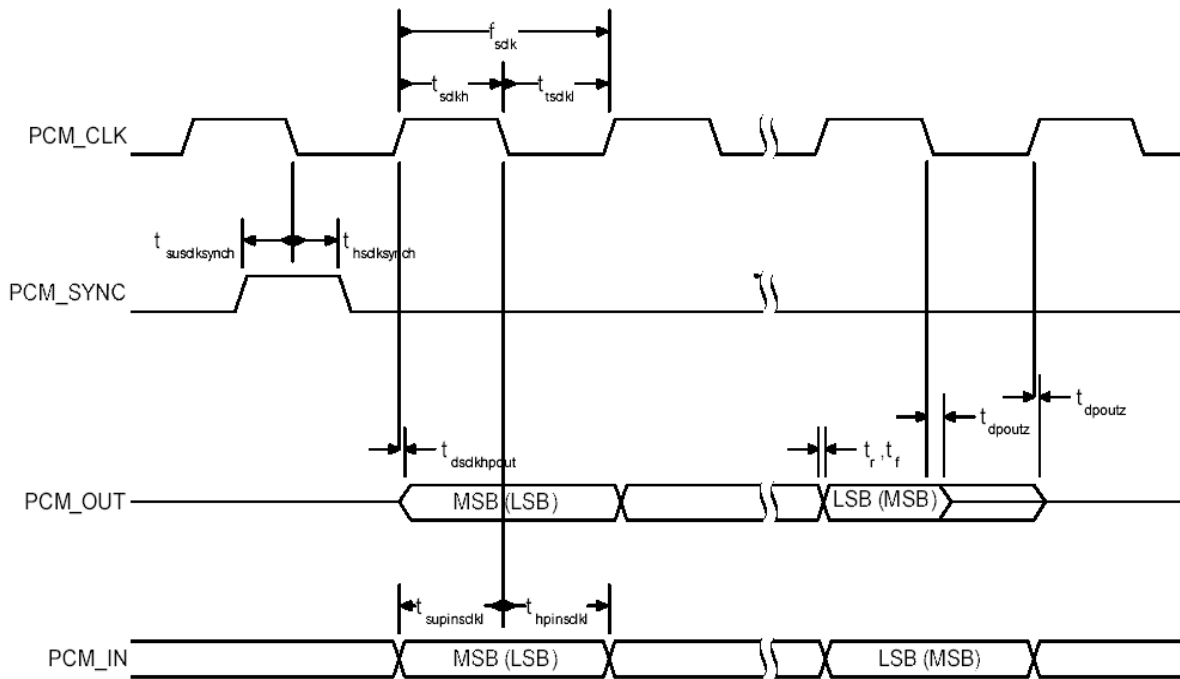 f sclk
t sclkh
t tsclkl
PCM_CLK
t susclksynch
t hsclksynch
PCM_SYNC
t dpoutz
t dpoutz
t dsclkhpout
t r , t f
PCM_OUT
MSB (LSB)
LSB (MSB)
t supinsclkl
t hpinsclkl
PCM_IN
MSB (LSB)
LSB (MSB)